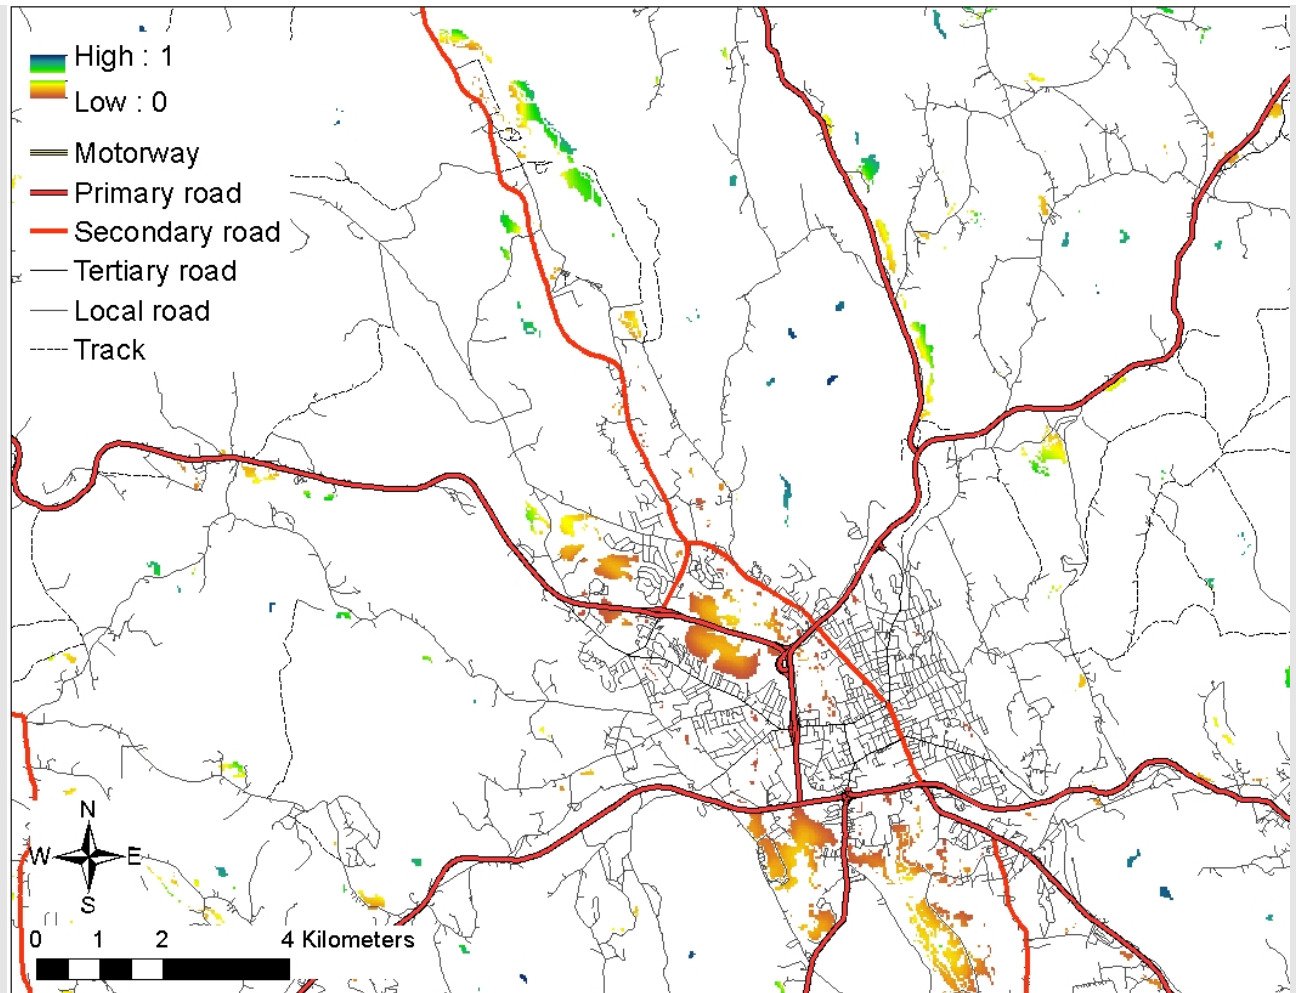 High : 1
Low : 0
Motorway
Primary road
Secondary road
Tertiary road
Local road
Track
N
W E
S
0 1 2 4 Kilometers